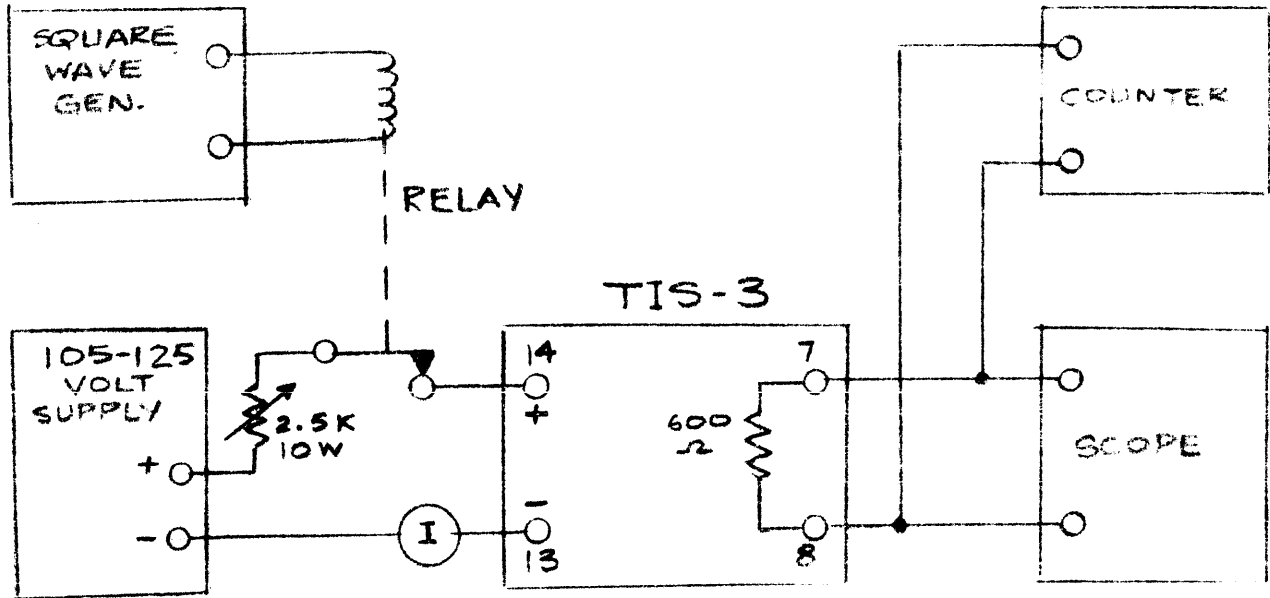 SQUARE
WAVE
GEN.
RELAY
COUNTER
TIS-3
105-125
VOLT
SUPPLY
+
-
2.5K
10W
I
14
+
-
13
7
600
Ω
8
SCOPE